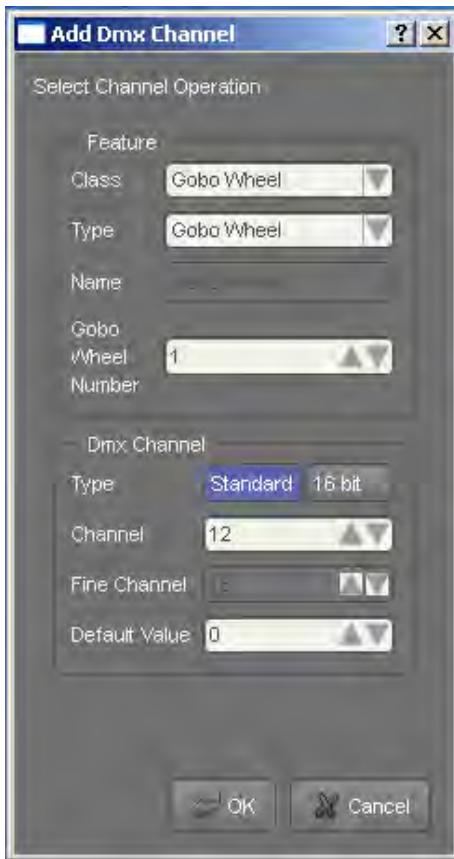 Add Dmx Channel
Select Channel Operation
Feature
Class Gobo Wheel
Type Gobo Wheel
Name
Gobo Wheel Number 1
Dmx Channel
Type Standard 16 bit
Channel 12
Fine Channel
Default Value 0
OK Cancel